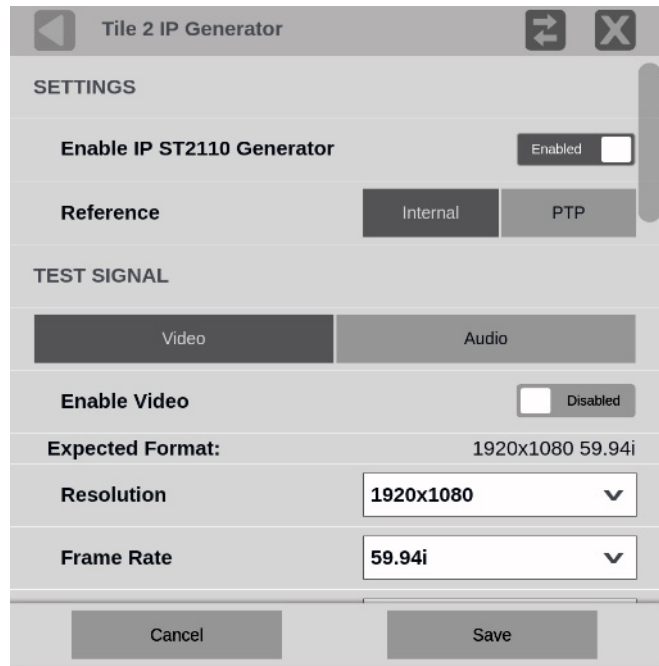 Tile 2 IP Generator
SETTINGS
Enable IP ST2110 Generator Enabled
Reference Internal PTP
TEST SIGNAL
Video Audio
Enable Video Disabled
Expected Format: 1920x1080 59.94i
Resolution 1920x1080
Frame Rate 59.94i
Cancel Save